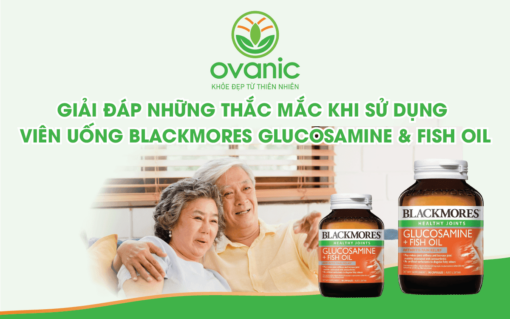 ovanic
KHỎE ĐẸP TỪ THIÊN NHIÊN
GIẢI ĐÁP NHỮNG THẮC MẮC KHI SỬ DỤNG
VIÊN UỐNG BLACKMORES GLUCOSAMINE & FISH OIL
BLACKMORES
HEALTHY JOINTS
GLUCOSAMINE
+ FISH OIL
BLACKMORES
HEALTHY JOINTS
GLUCOSAMINE
+ FISH OIL